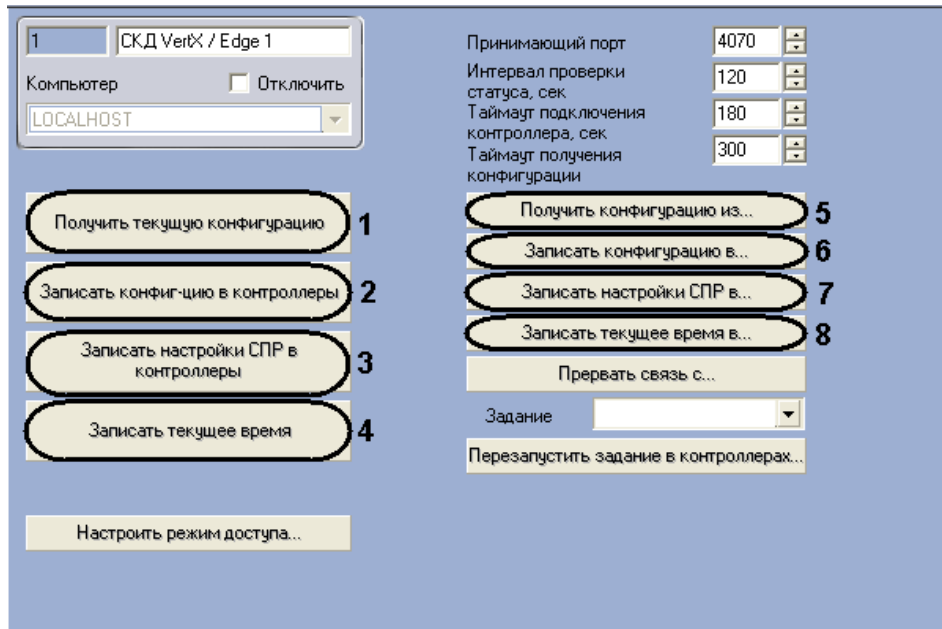 1
СКД VertX / Edge 1
Компьютер
Отключить
LOCALHOST
Принимающий порт
4070
Интервал проверки
статуса, сек
120
Таймаут подключения
контроллера, сек
180
Таймаут получения
конфигурации
300
Получить текущую конфигурацию
1
Записать конфиг-цию в контроллеры
2
Записать настройки СПР в
контроллеры
3
Записать текущее время
4
Настроить режим доступа...
Получить конфигурацию из...
5
Записать конфигурацию в...
6
Записать настройки СПР в...
7
Записать текущее время в...
8
Прервать связь с...
Задание
Перезапустить задание в контроллерах...